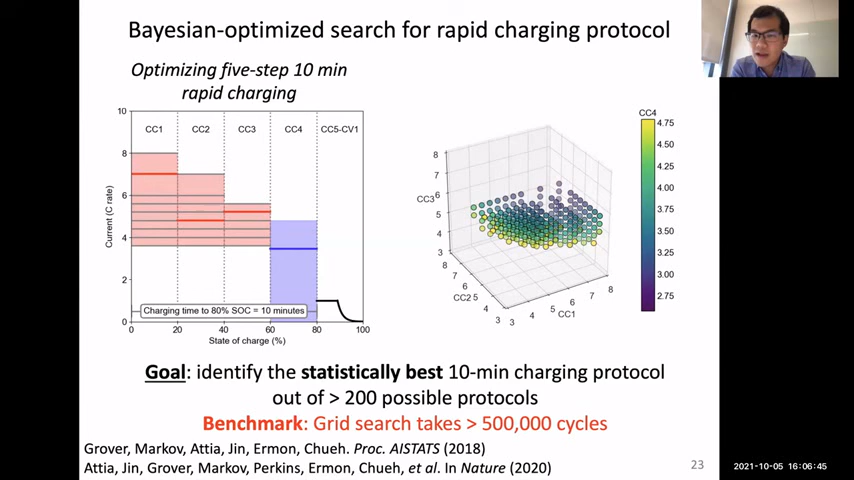 Bayesian-optimized search for rapid charging protocol
Optimizing five-step 10 min
rapid charging
10
8
6
4
2
0
Current (C rate)
CC1
CC2
CC3
CC4
CC5-CV1
Charging time to 80% SOC = 10 minutes
0
20
40
60
80
100
State of charge (%)
8
7
6
5
4
3
CC3
8
7
6
5
4
3
CC2
3
4
5
6
7
8
CC1
CC4
4.75
4.50
4.25
4.00
3.75
3.50
3.25
3.00
2.75
Goal: identify the statistically best 10-min charging protocol
out of > 200 possible protocols
Benchmark: Grid search takes > 500,000 cycles
Grover, Markov, Attia, Jin, Ermon, Chueh. Proc. AISTATS (2018)
Attia, Jin, Grover, Markov, Perkins, Ermon, Chueh, et al. In Nature (2020)
23
2021-10-05 16:06:45